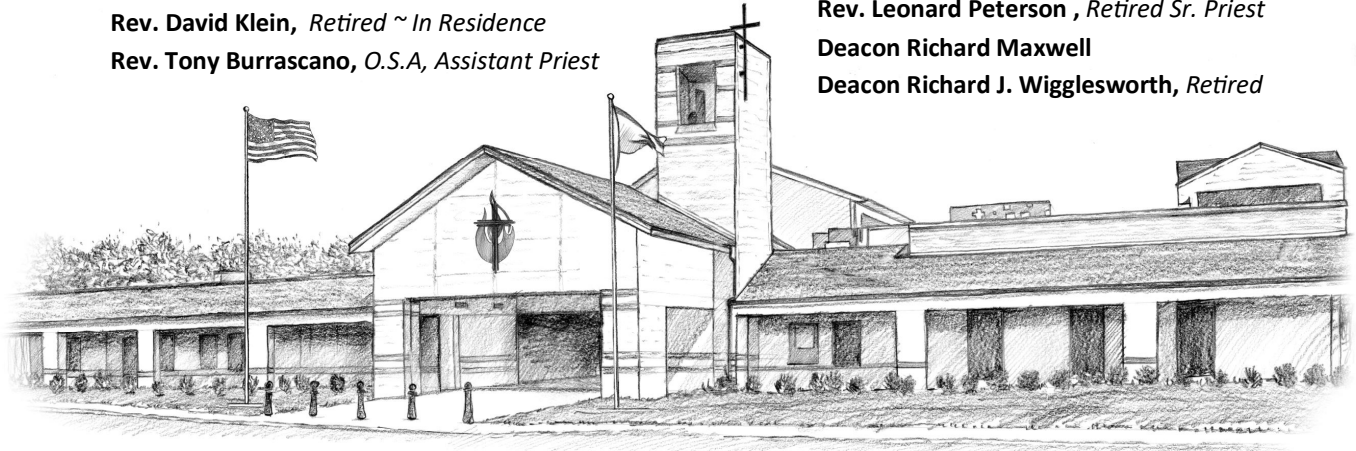 Rev. David Klein, Retired ~ In Residence
Rev. Tony Burrascano, O.S.A, Assistant Priest
Rev. Leonard Peterson , Retired Sr. Priest
Deacon Richard Maxwell
Deacon Richard J. Wigglesworth, Retired